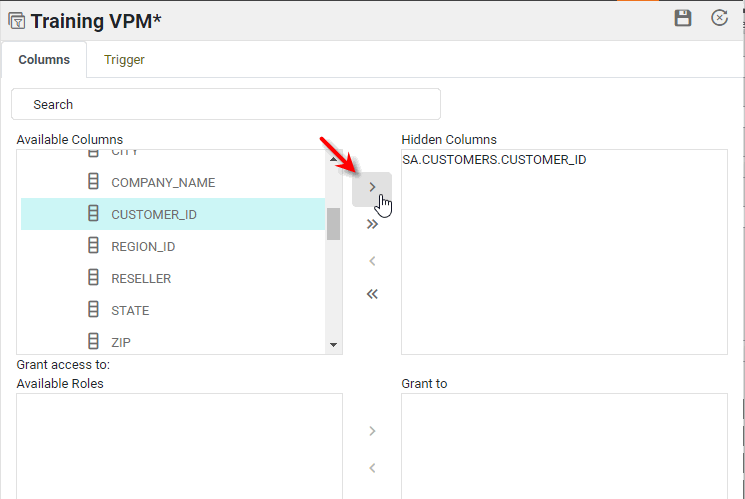 Training VPM*
Columns
Trigger
Search
Available Columns
Hidden Columns
CITY
COMPANY_NAME
CUSTOMER_ID
REGION_ID
RESELLER
STATE
ZIP
SA.CUSTOMERS.CUSTOMER_ID
Grant access to:
Available Roles
Grant to